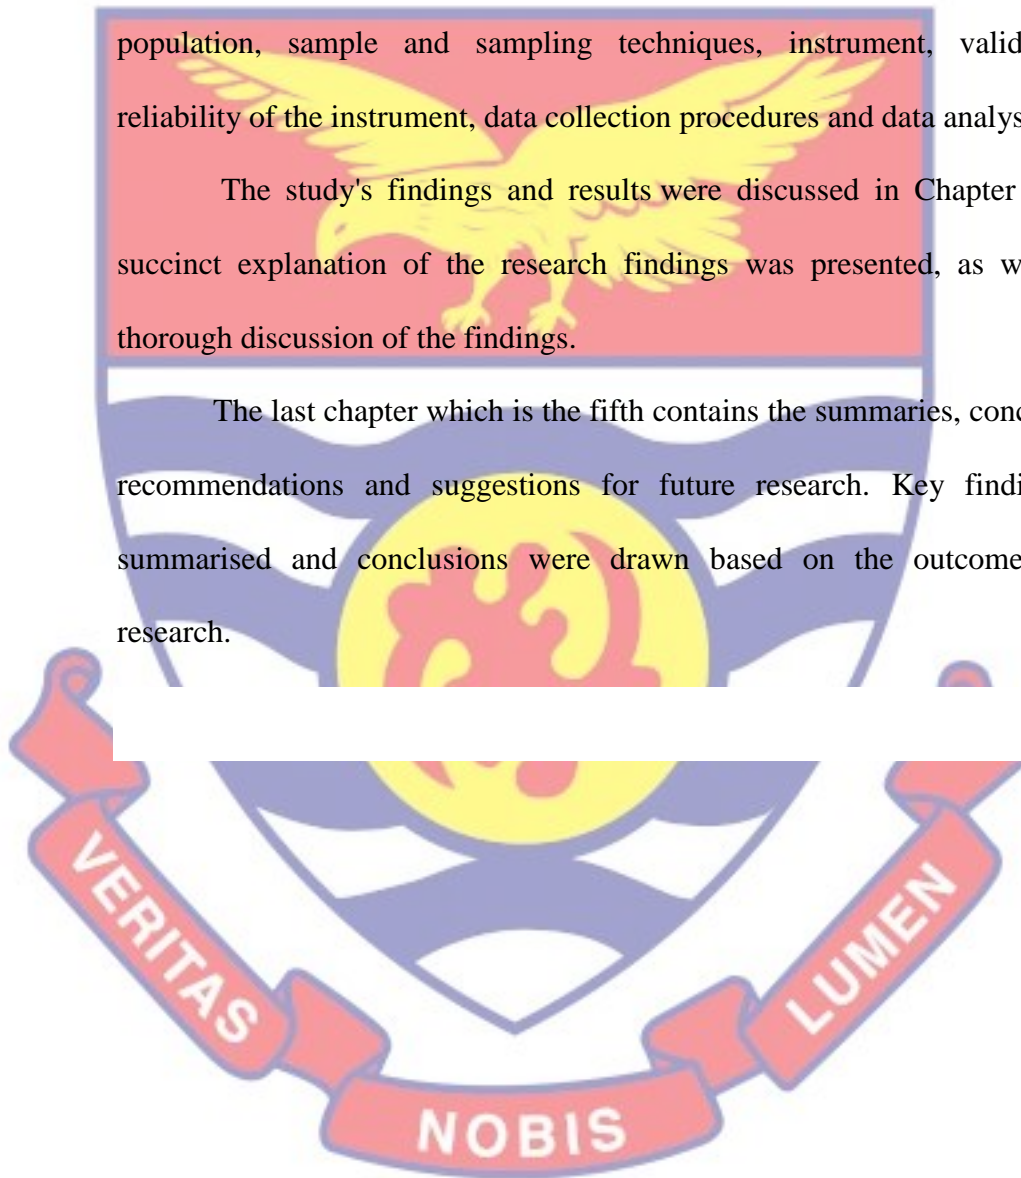 population, sample and sampling techniques, instrument, valid
reliability of the instrument, data collection procedures and data analys
The study's findings and results were discussed in Chapter
succinct explanation of the research findings was presented, as w
thorough discussion of the findings.
The last chapter which is the fifth contains the summaries, conc
recommendations and suggestions for future research. Key findi
summarised and conclusions were drawn based on the outcome
research.
VERITAS
NOBIS
LUMEN